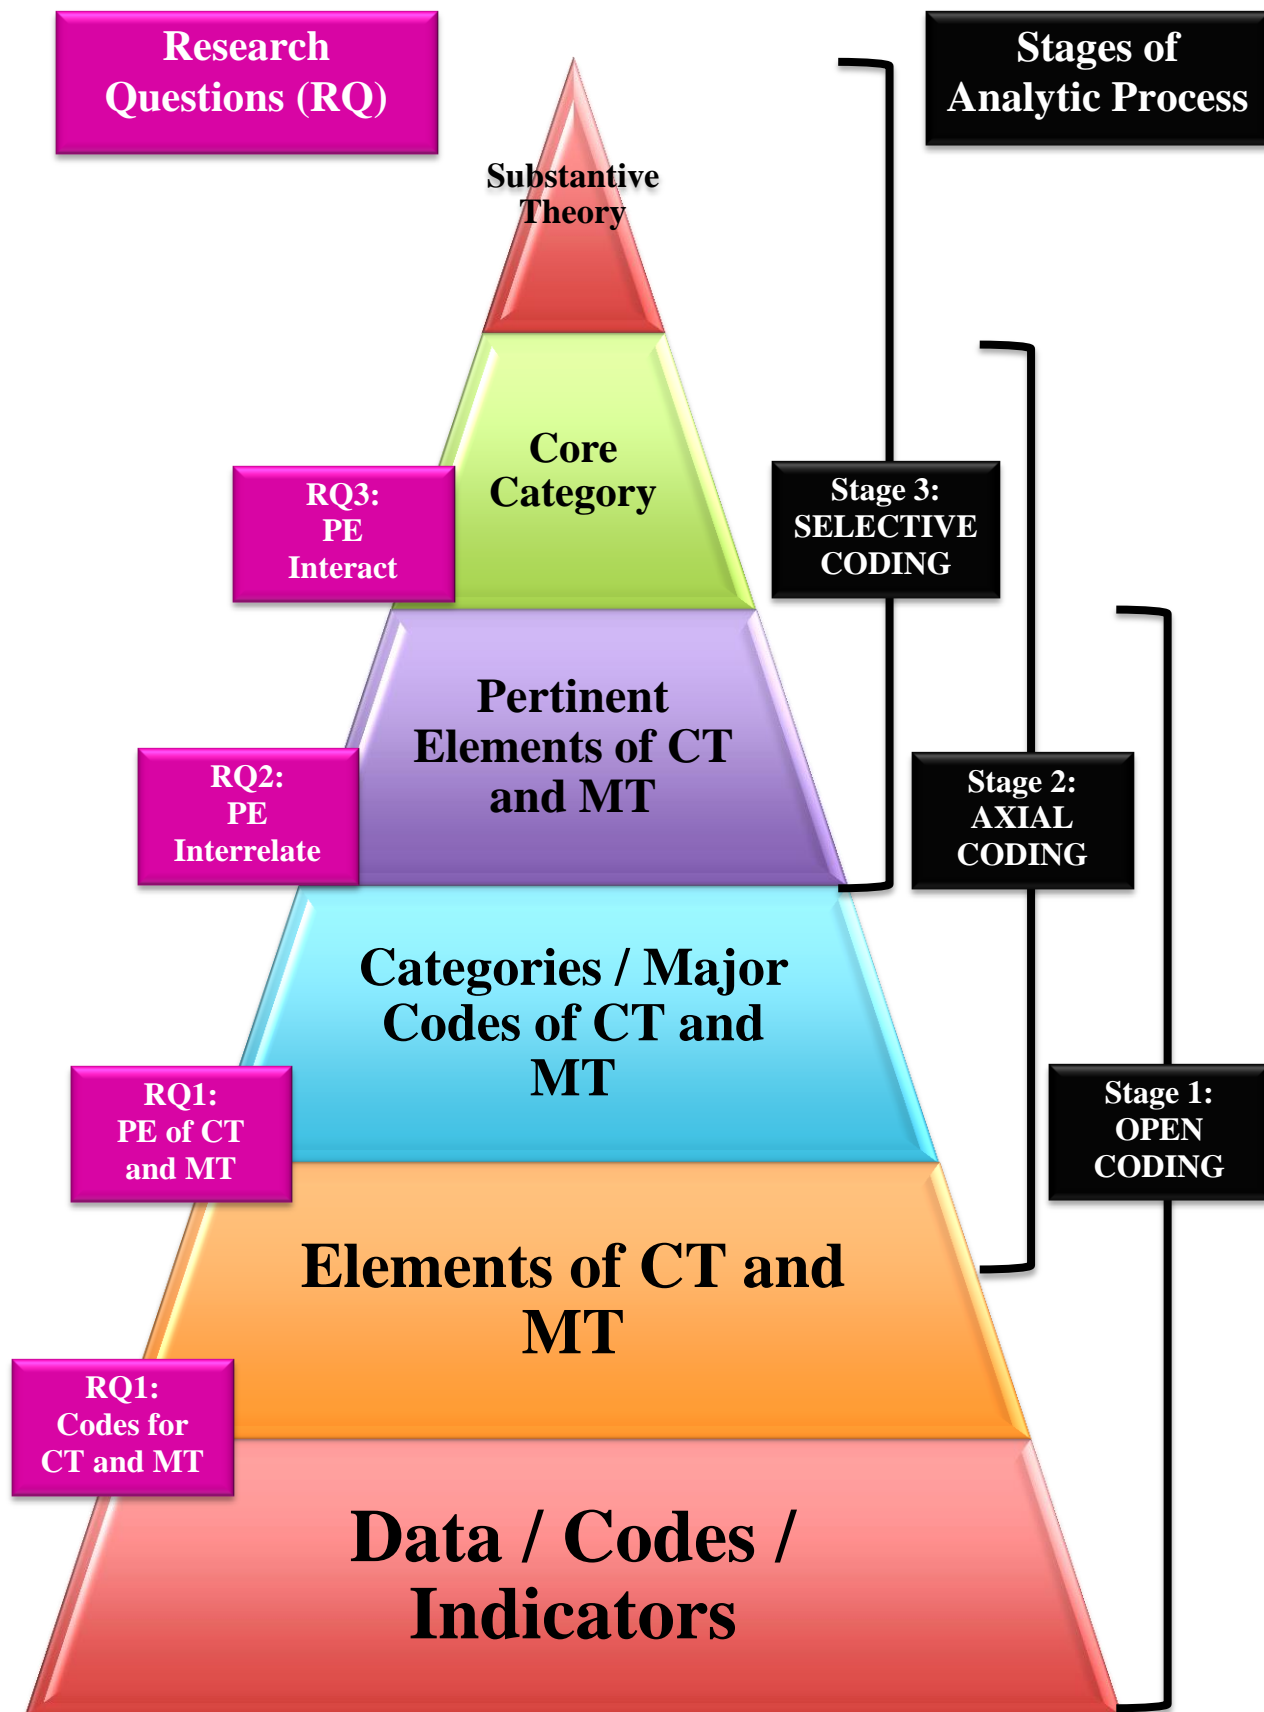 Research
Questions (RQ)
Stages of
Analytic Process
Substantive
Theory
Core
Category
RQ3:
PE
Interact
Stage 3:
SELECTIVE
CODING
Pertinent
Elements of CT
and MT
RQ2:
PE
Interrelate
Stage 2:
AXIAL
CODING
Categories / Major
Codes of CT and
MT
RQ1:
PE of CT
and MT
Stage 1:
OPEN
CODING
Elements of CT and
MT
RQ1:
Codes for
CT and MT
Data / Codes /
Indicators